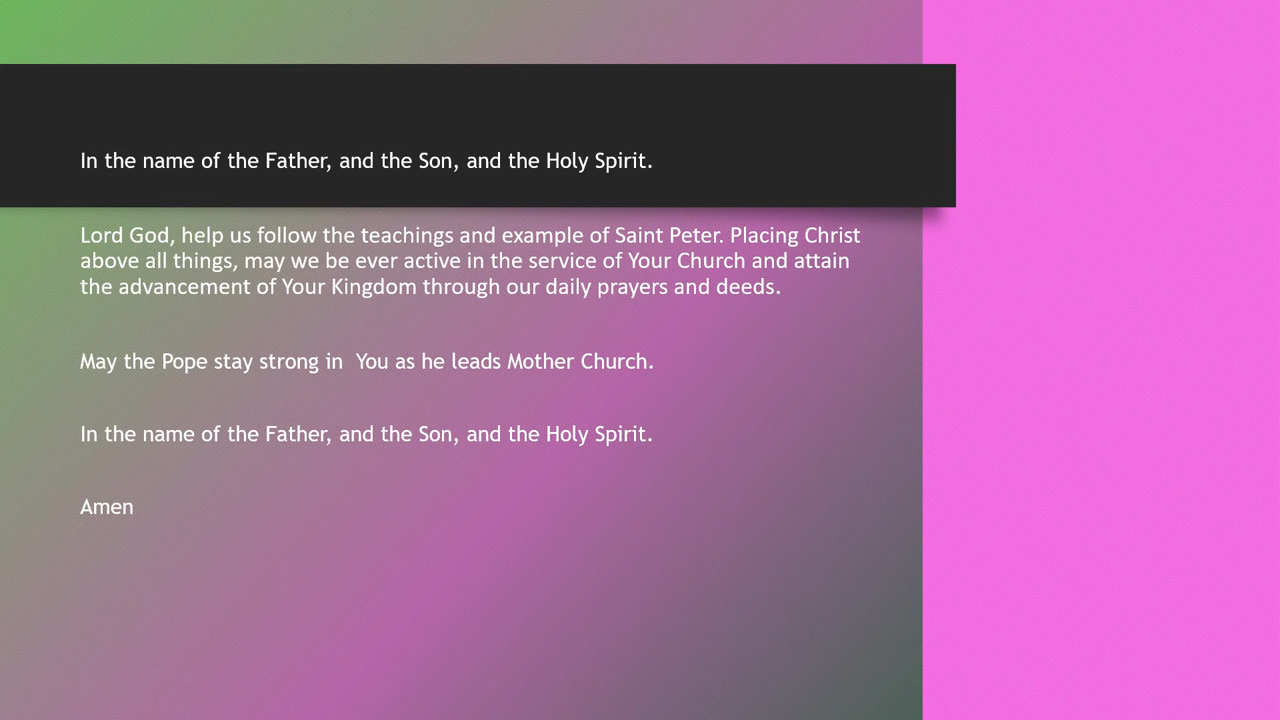 In the name of the Father, and the Son, and the Holy Spirit.
Lord God, help us follow the teachings and example of Saint Peter. Placing Christ
above all things, may we be ever active in the service of Your Church and attain
the advancement of Your Kingdom through our daily prayers and deeds.
May the Pope stay strong in  You as he leads Mother Church.
In the name of the Father, and the Son, and the Holy Spirit.
Amen